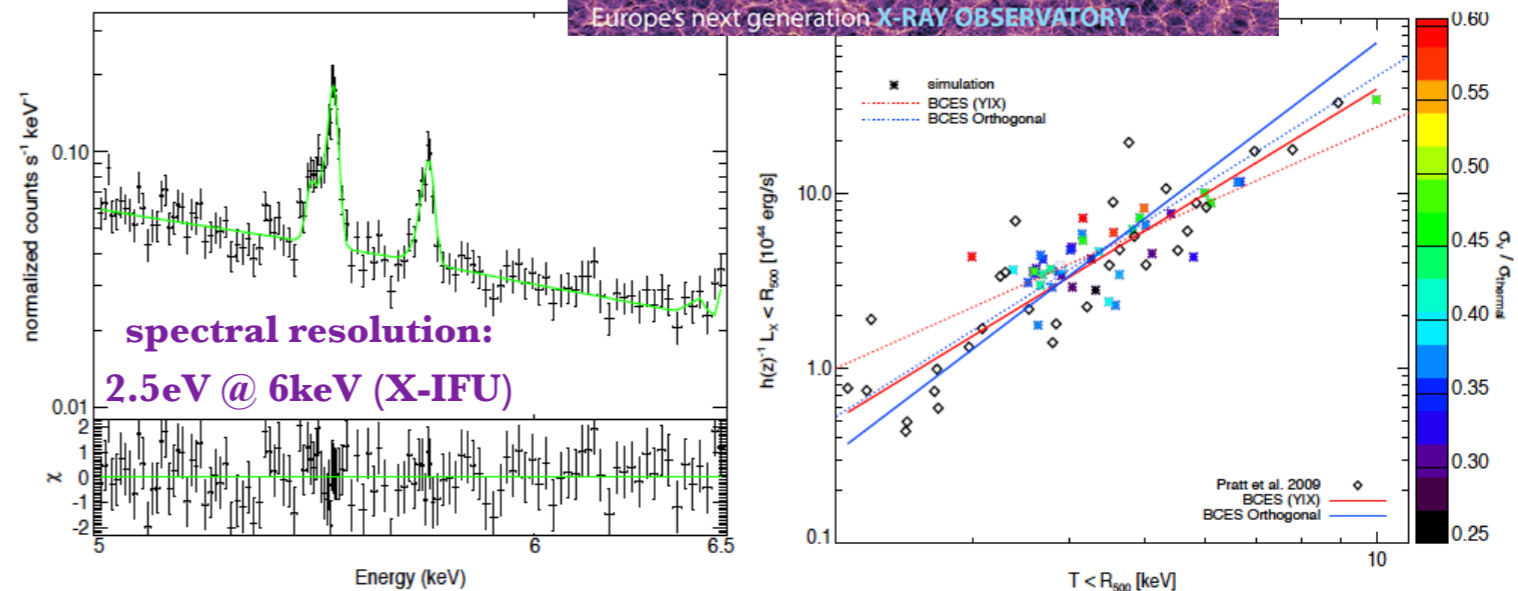 Europe's next generation X-RAY OBSERVATORY
normalized counts s⁻¹ keV⁻¹
0.10
0.01
spectral resolution:
2.5eV @ 6keV (X-IFU)
χ
2
1
0
-1
-2
5
6
6.5
Energy (keV)
h(z)⁻¹ Lₓ < R₅₀₀ [10⁴⁴ erg/s]
10.0
1.0
0.1
simulation
BCES (YIX)
BCES Orthogonal
Pratt et al. 2009
BCES (YIX)
BCES Orthogonal
10
T < R₅₀₀ [keV]
0.60
0.55
0.50
0.45
0.40
0.35
0.30
0.25
σᵥ / σ_thermal